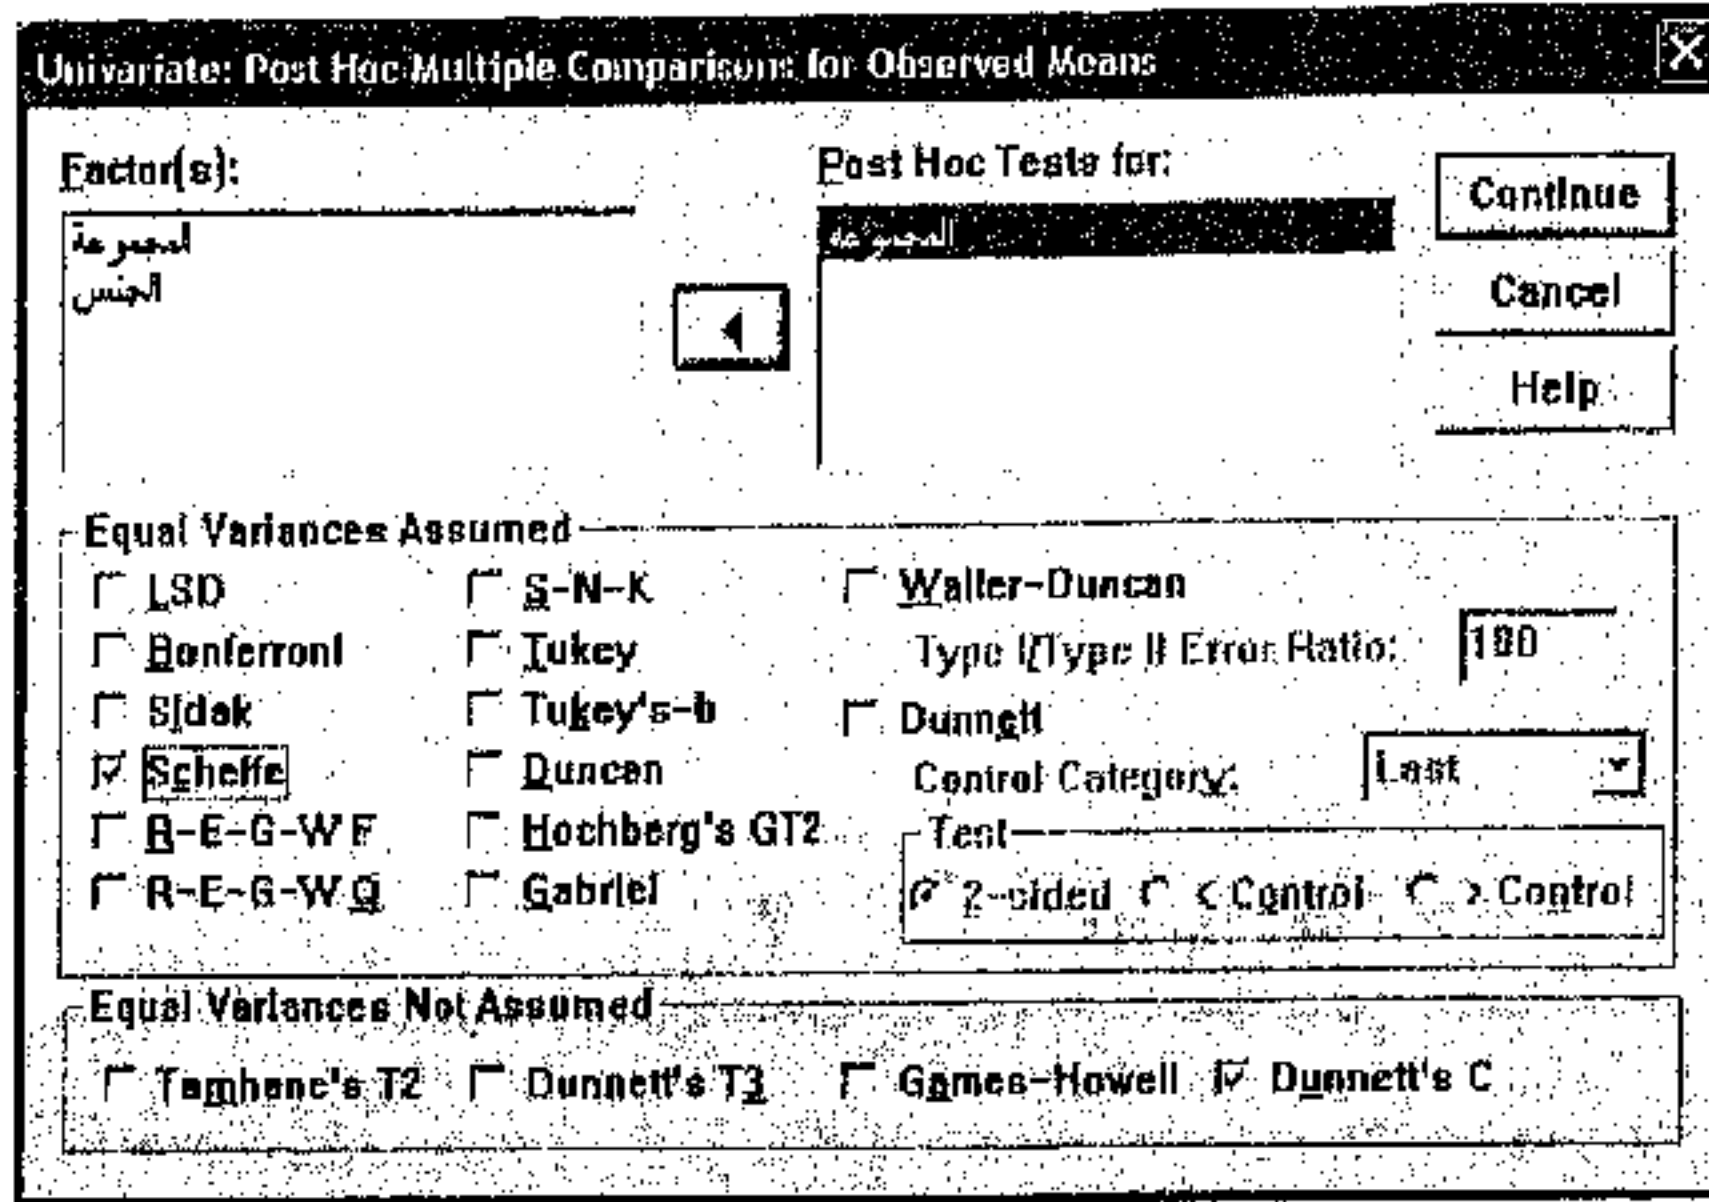 Univariate: Post Hoc Multiple Comparisons for Observed Means
Factor(s):
المجموعة
الجنس
Post Hoc Tests for:
المجموعة
Continue
Cancel
Help
Equal Variances Assumed
LSD
S-N-K
Waller-Duncan
Bonferroni
Tukey
Type I/Type II Error Ratio:
100
Sidak
Tukey's-b
Dunnett
Scheffe
Duncan
Control Category:
Last
R-E-G-W F
Hochberg's GT2
Test
R-E-G-W Q
Gabriel
2-sided
< Control
> Control
Equal Variances Not Assumed
Tamhane's T2
Dunnett's T3
Games-Howell
Dunnett's C